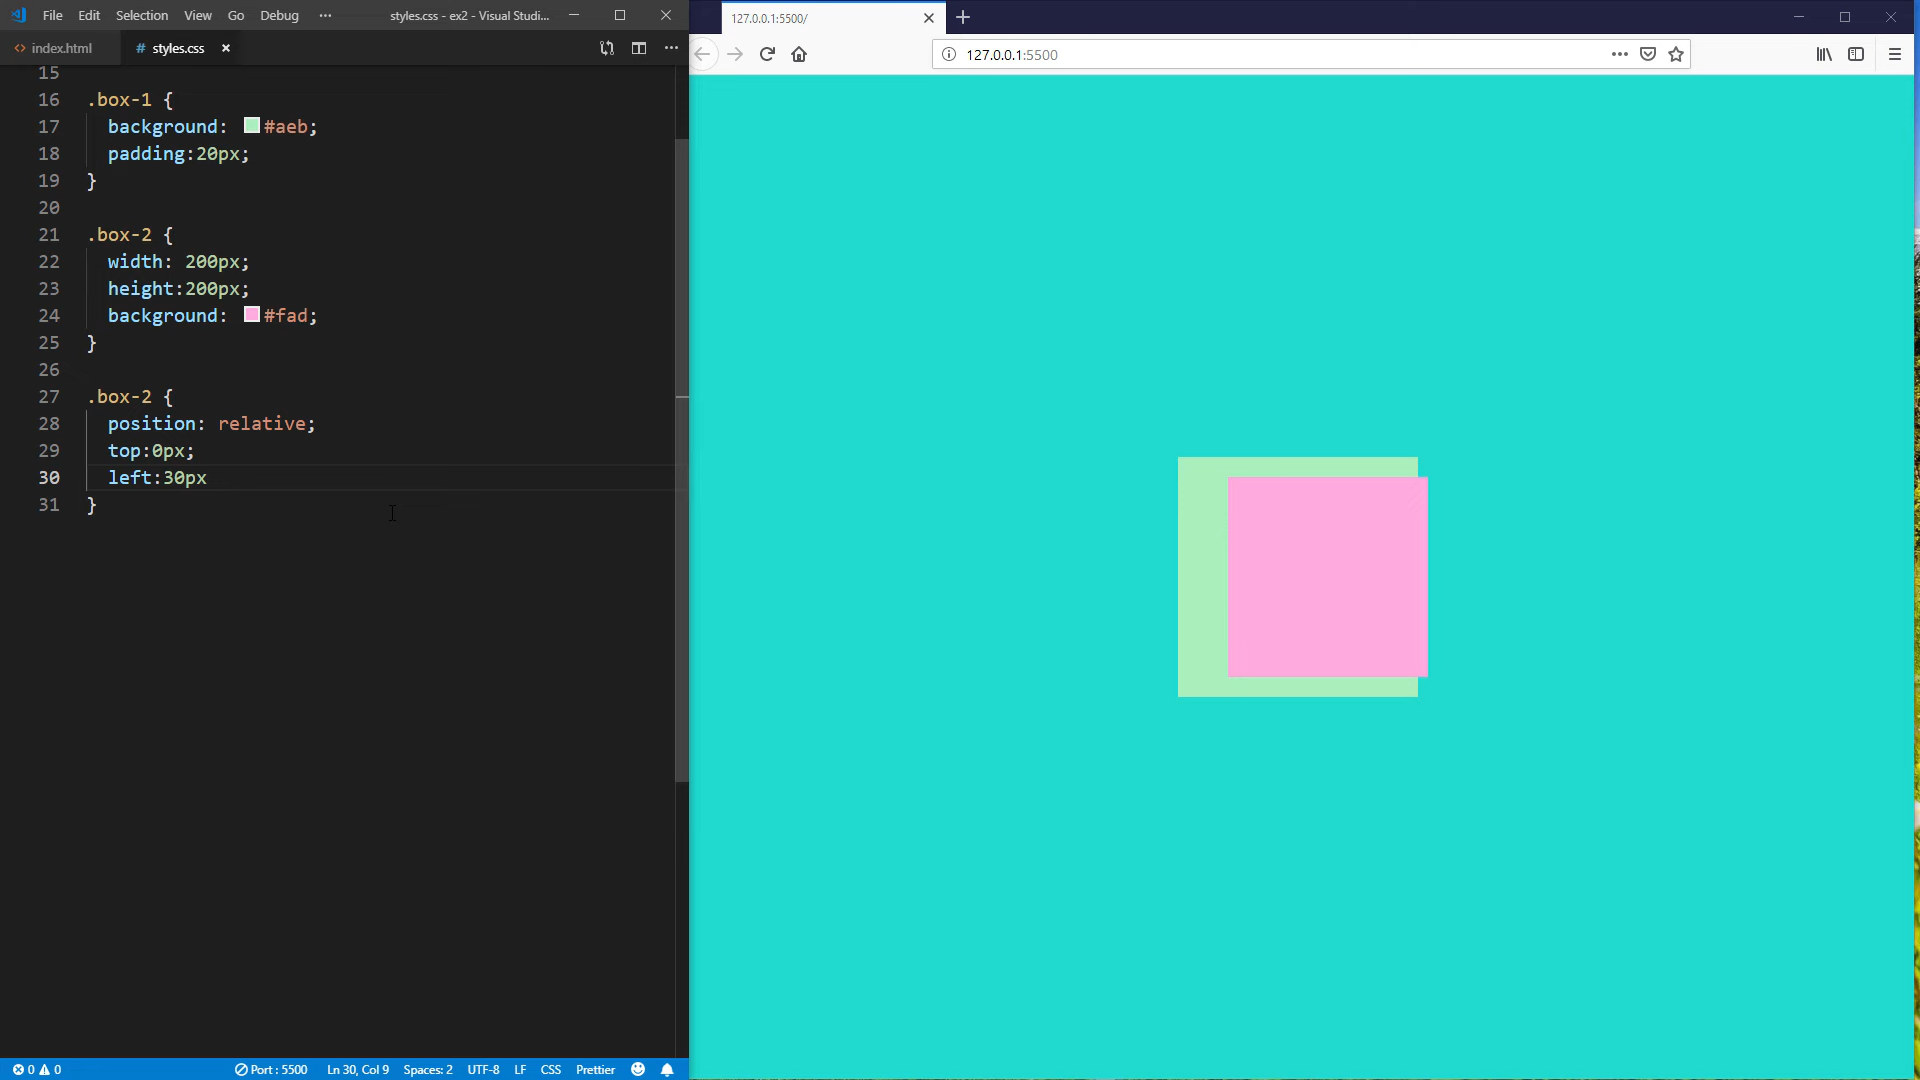 File Edit Selection View Go Debug ··· styles.css - ex2 - Visual Studi...
<> index.html # styles.css ×
15
16 .box-1 {
17 background: #aeb;
18 padding:20px;
19 }
20
21 .box-2 {
22 width: 200px;
23 height:200px;
24 background: #fad;
25 }
26
27 .box-2 {
28 position: relative;
29 top:0px;
30 left:30px
31 }
0 0 Port : 5500 Ln 30, Col 9 Spaces: 2 UTF-8 LF CSS Prettier
127.0.0.1:5500/
127.0.0.1:5500